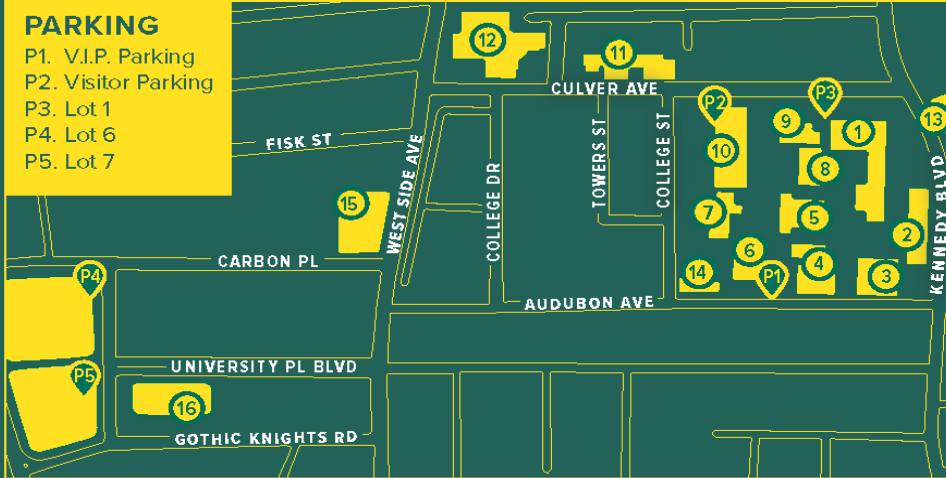 PARKING
P1. V.I.P. Parking
P2. Visitor Parking
P3. Lot 1
P4. Lot 6
P5. Lot 7
12
11
CULVER AVE
P2
P3
13
9
1
FISK ST
10
8
WEST SIDE AVE
COLLEGE DR
TOWERS ST
COLLEGE ST
KENNEDY BLVD
15
7
5
2
CARBON PL
6
4
14
P1
3
P4
AUDUBON AVE
UNIVERSITY PL BLVD
P5
16
GOTHIC KNIGHTS RD